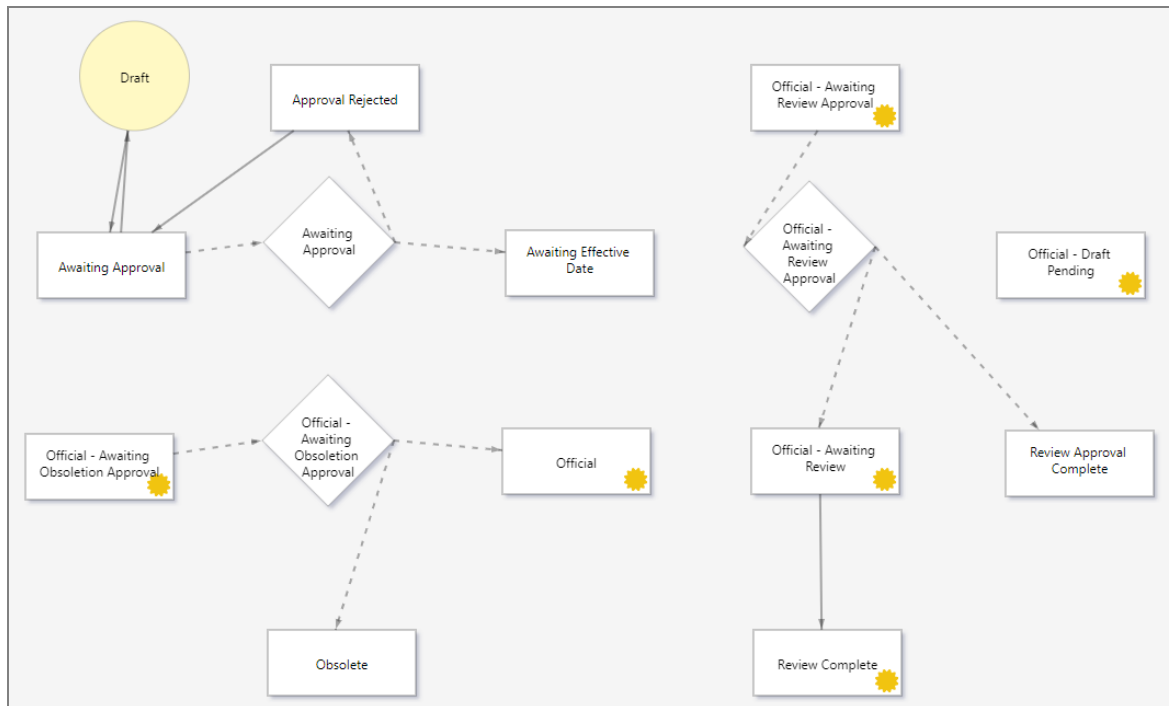 Draft
Approval Rejected
Official - Awaiting
Review Approval
Awaiting Approval
Awaiting
Approval
Awaiting Effective
Date
Official -
Awaiting
Review
Approval
Official - Draft
Pending
Official - Awaiting
Obsoletion Approval
Official -
Awaiting
Obsoletion
Approval
Official
Official - Awaiting
Review
Review Approval
Complete
Obsolete
Review Complete